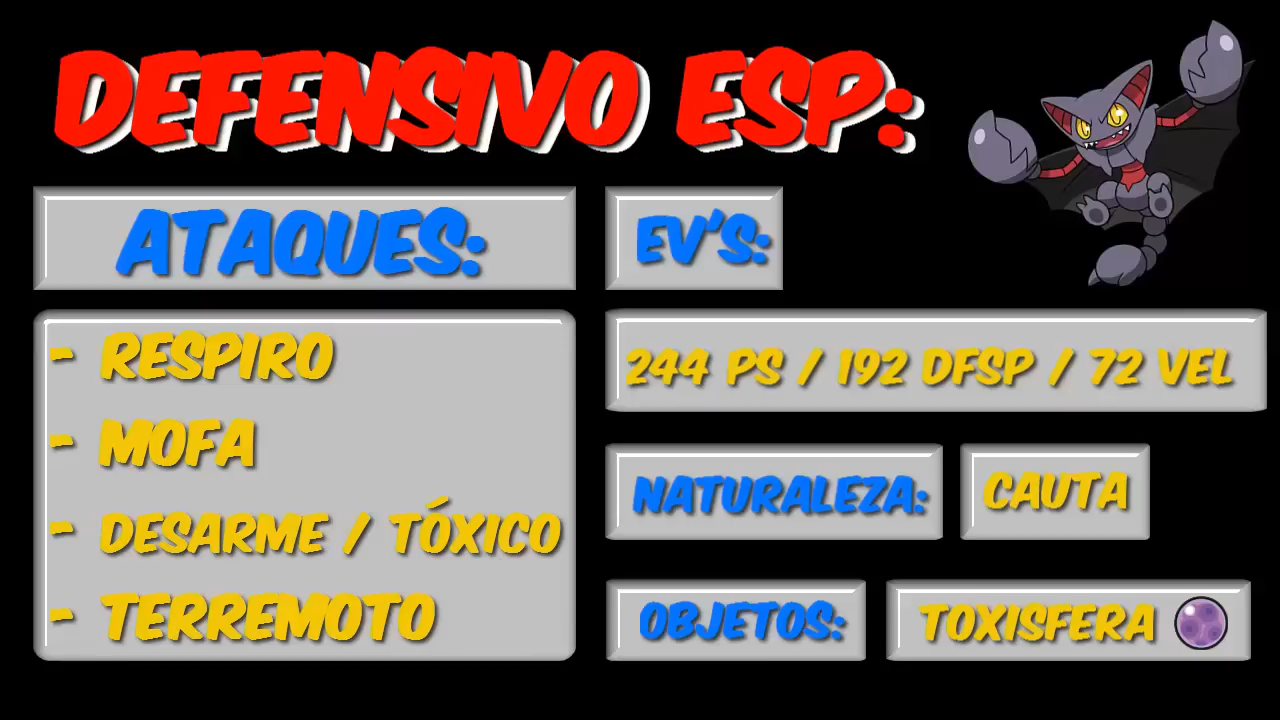 DEFENSIVO ESP:
ATAQUES:
- RESPIRO
- MOFA
- DESARME / TÓXICO
- TERREMOTO
EV'S:
244 PS / 192 DFSP / 72 VEL
NATURALEZA:
CAUTA
OBJETOS:
TOXISFERA